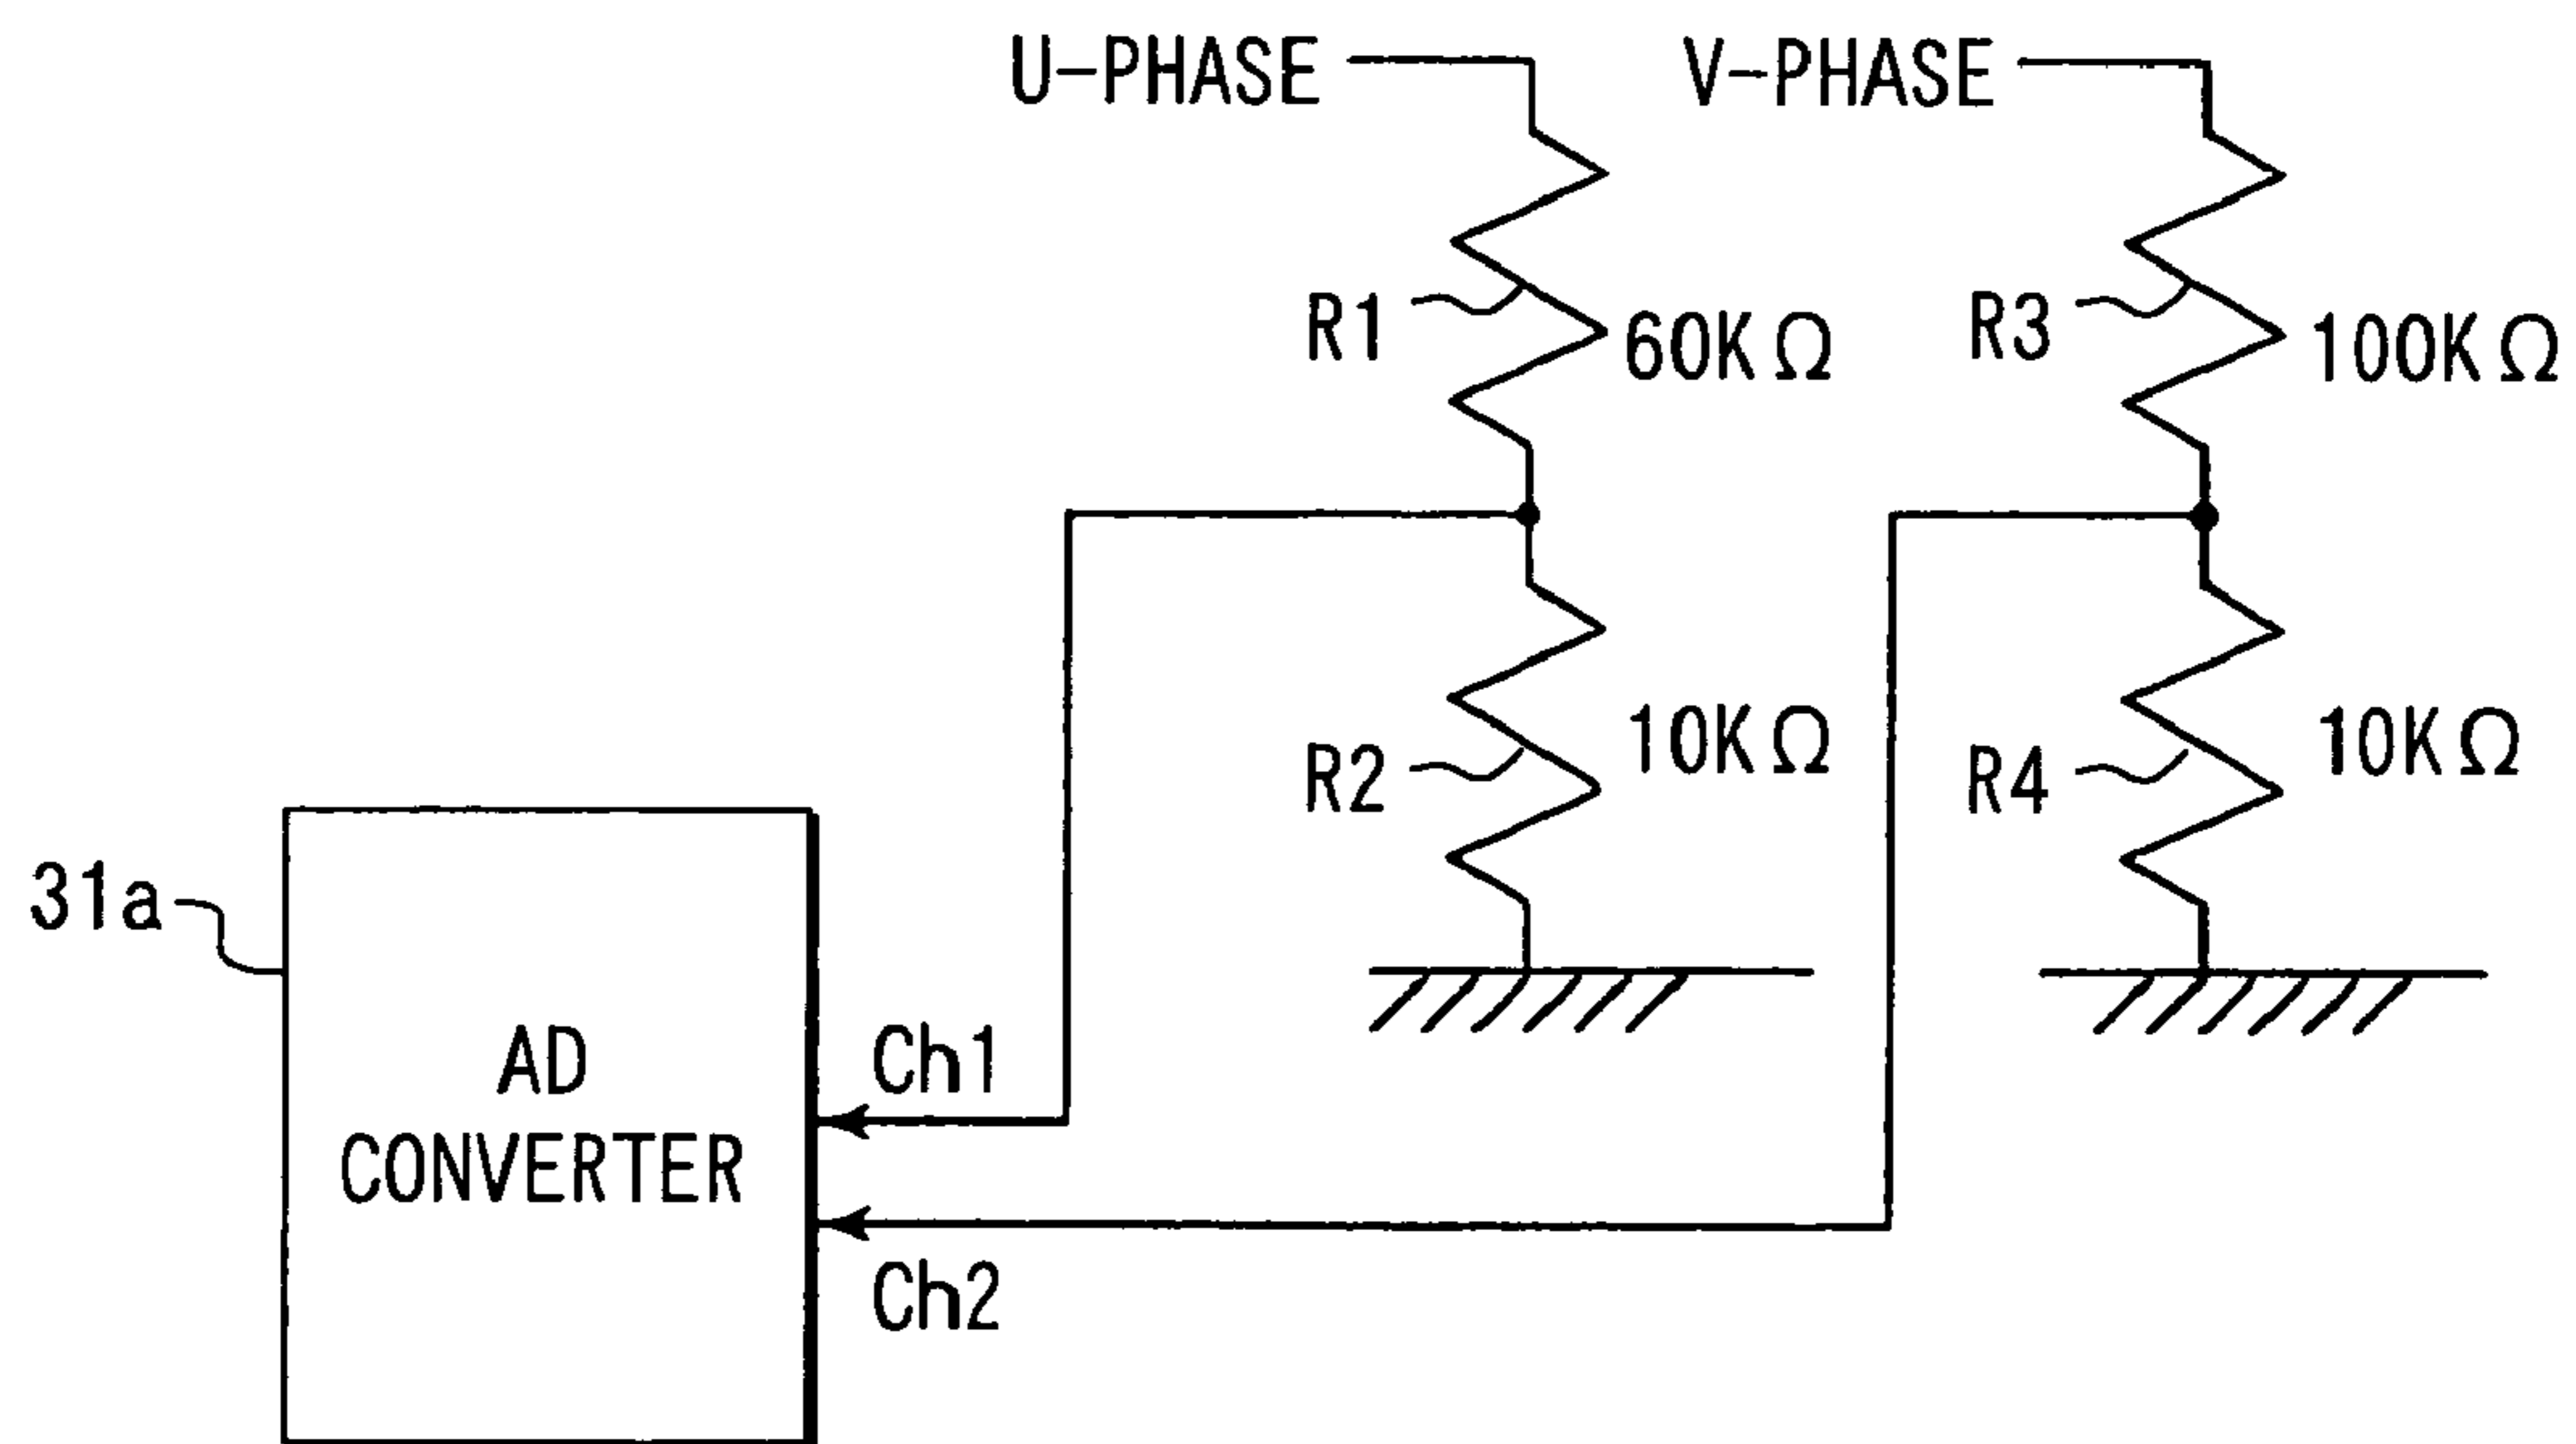 U-PHASE
V-PHASE
R1
60KΩ
R3
100KΩ
R2
10KΩ
R4
10KΩ
31a
AD
CONVERTER
Ch1
Ch2